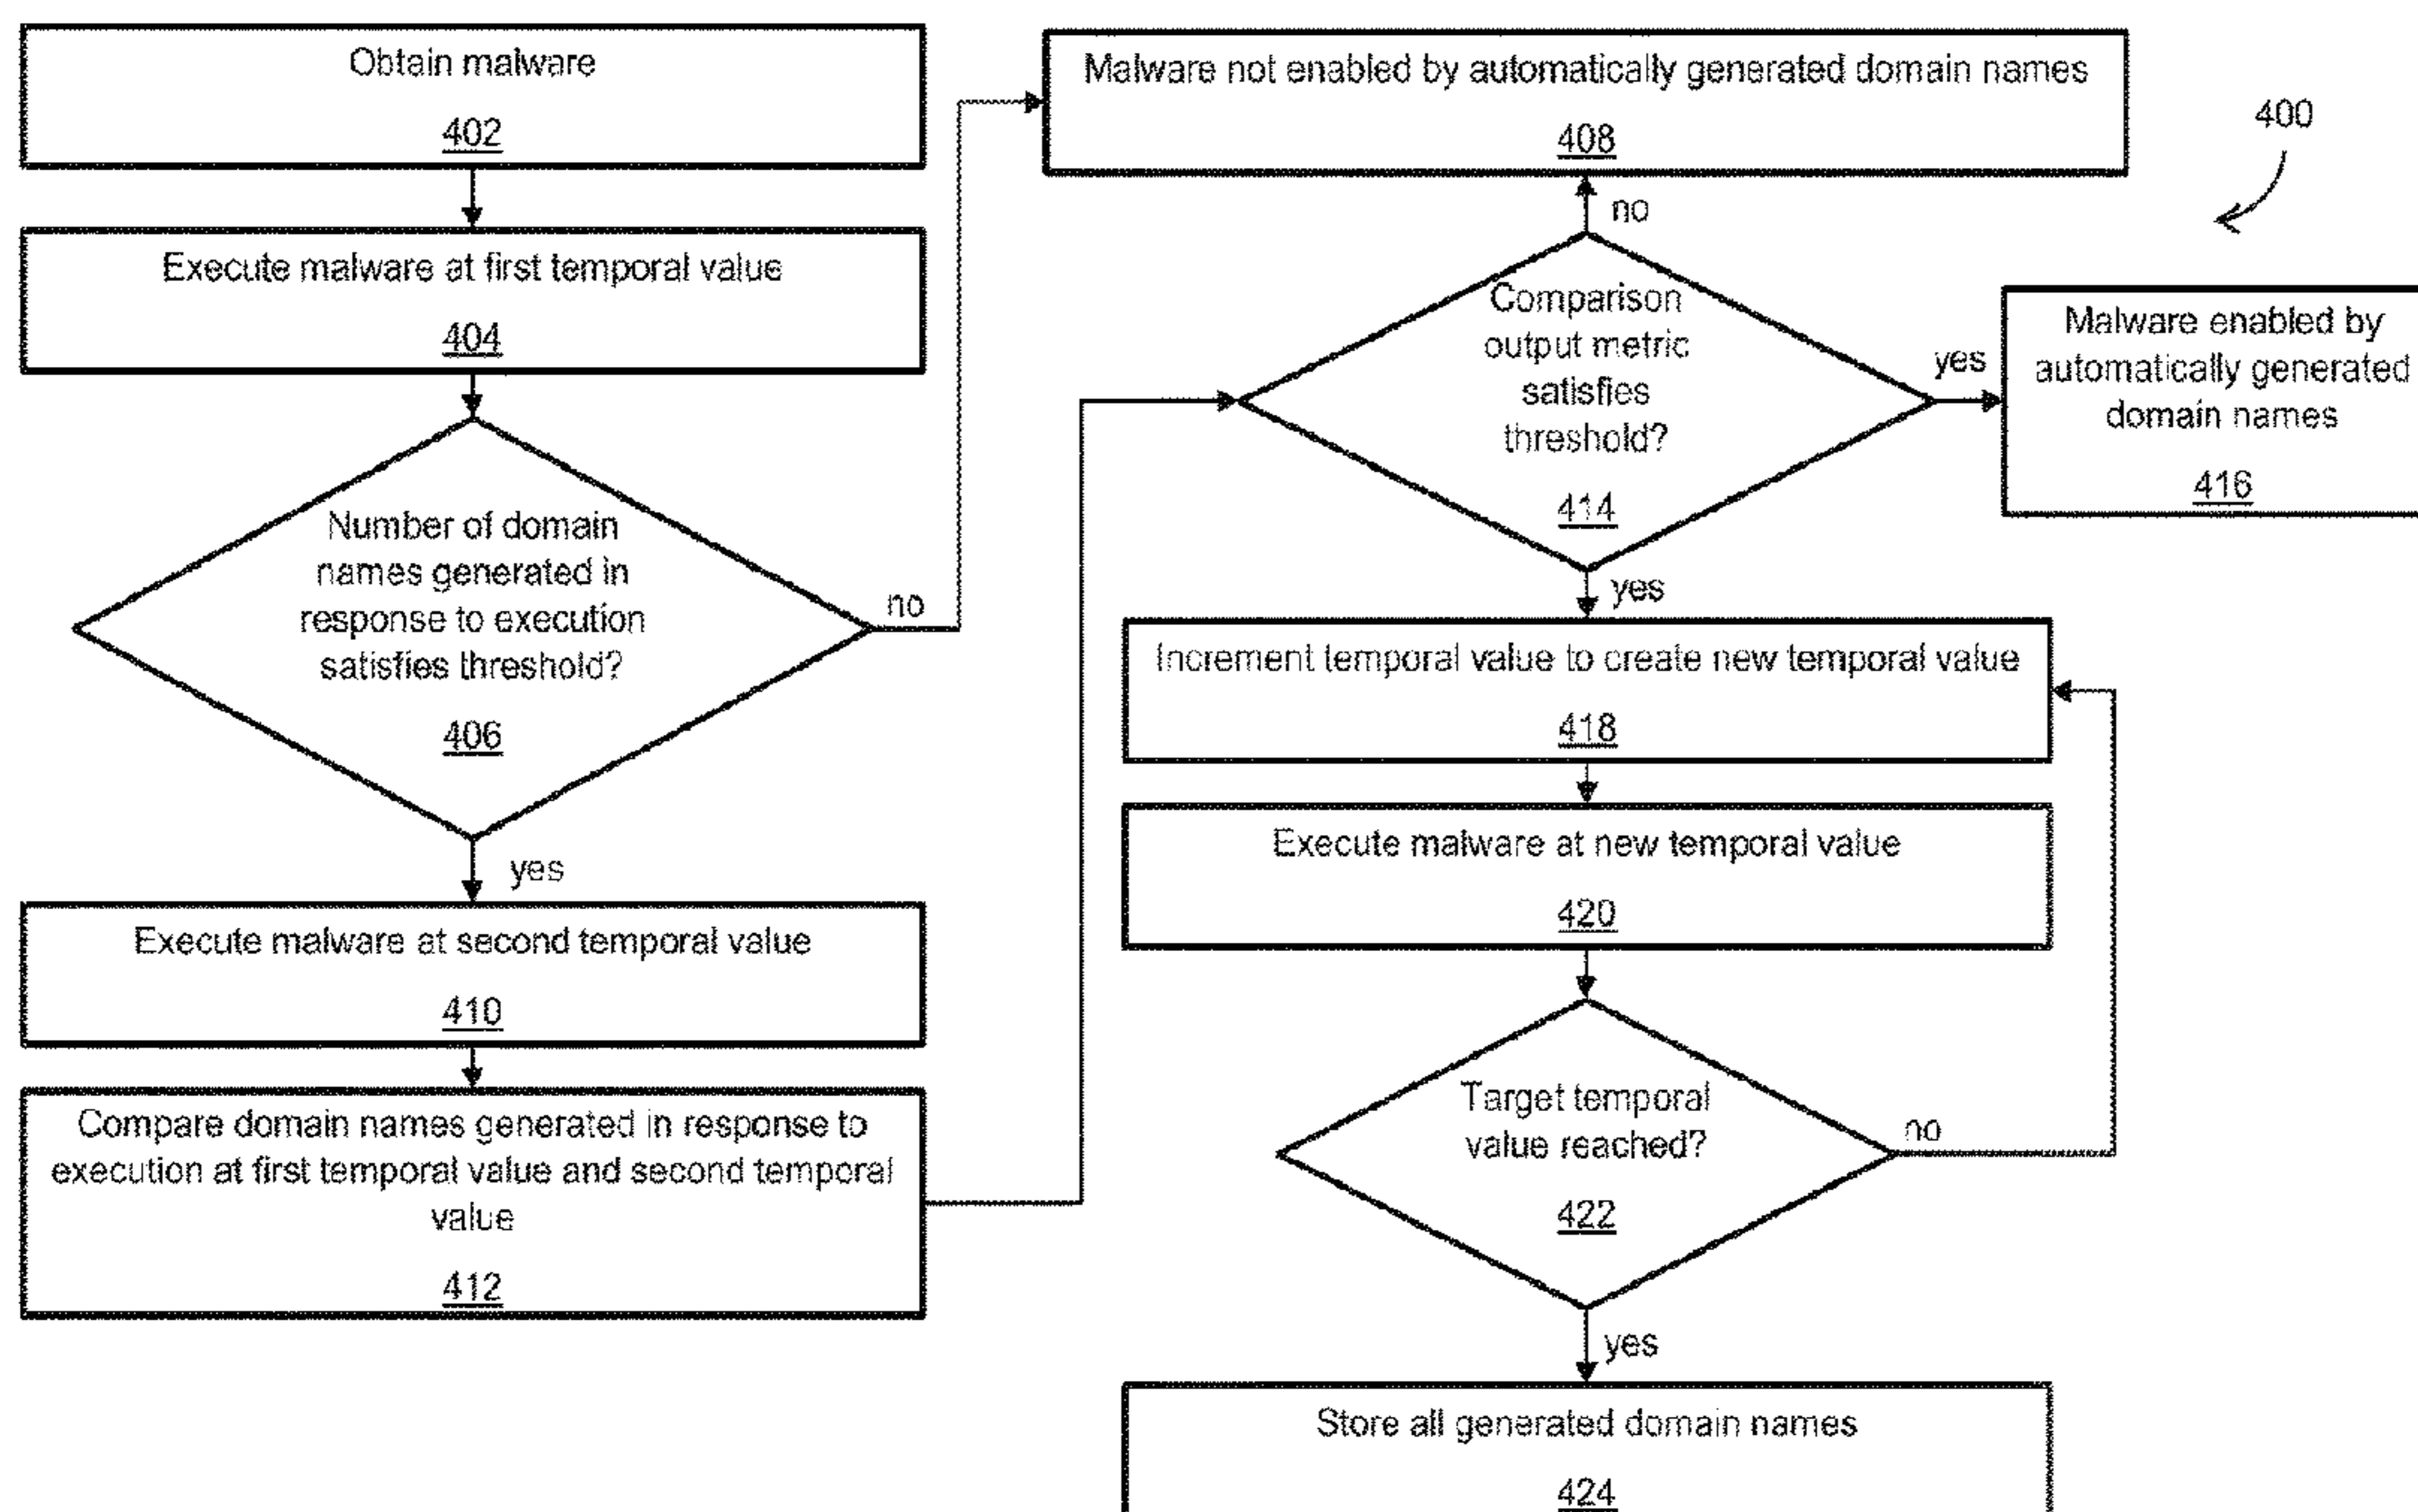 Obtain malware
402
Execute malware at first temporal value
404
Number of domain
names generated in
response to execution
satisfies threshold?
406
no
yes
Execute malware at second temporal value
410
Compare domain names generated in response to
execution at first temporal value and second temporal
value
412
Malware not enabled by automatically generated domain names
408
400
no
Comparison
output metric
satisfies
threshold?
414
yes
Malware enabled by
automatically generated
domain names
416
yes
Increment temporal value to create new temporal value
418
Execute malware at new temporal value
420
Target temporal
value reached?
422
no
yes
Store all generated domain names
424